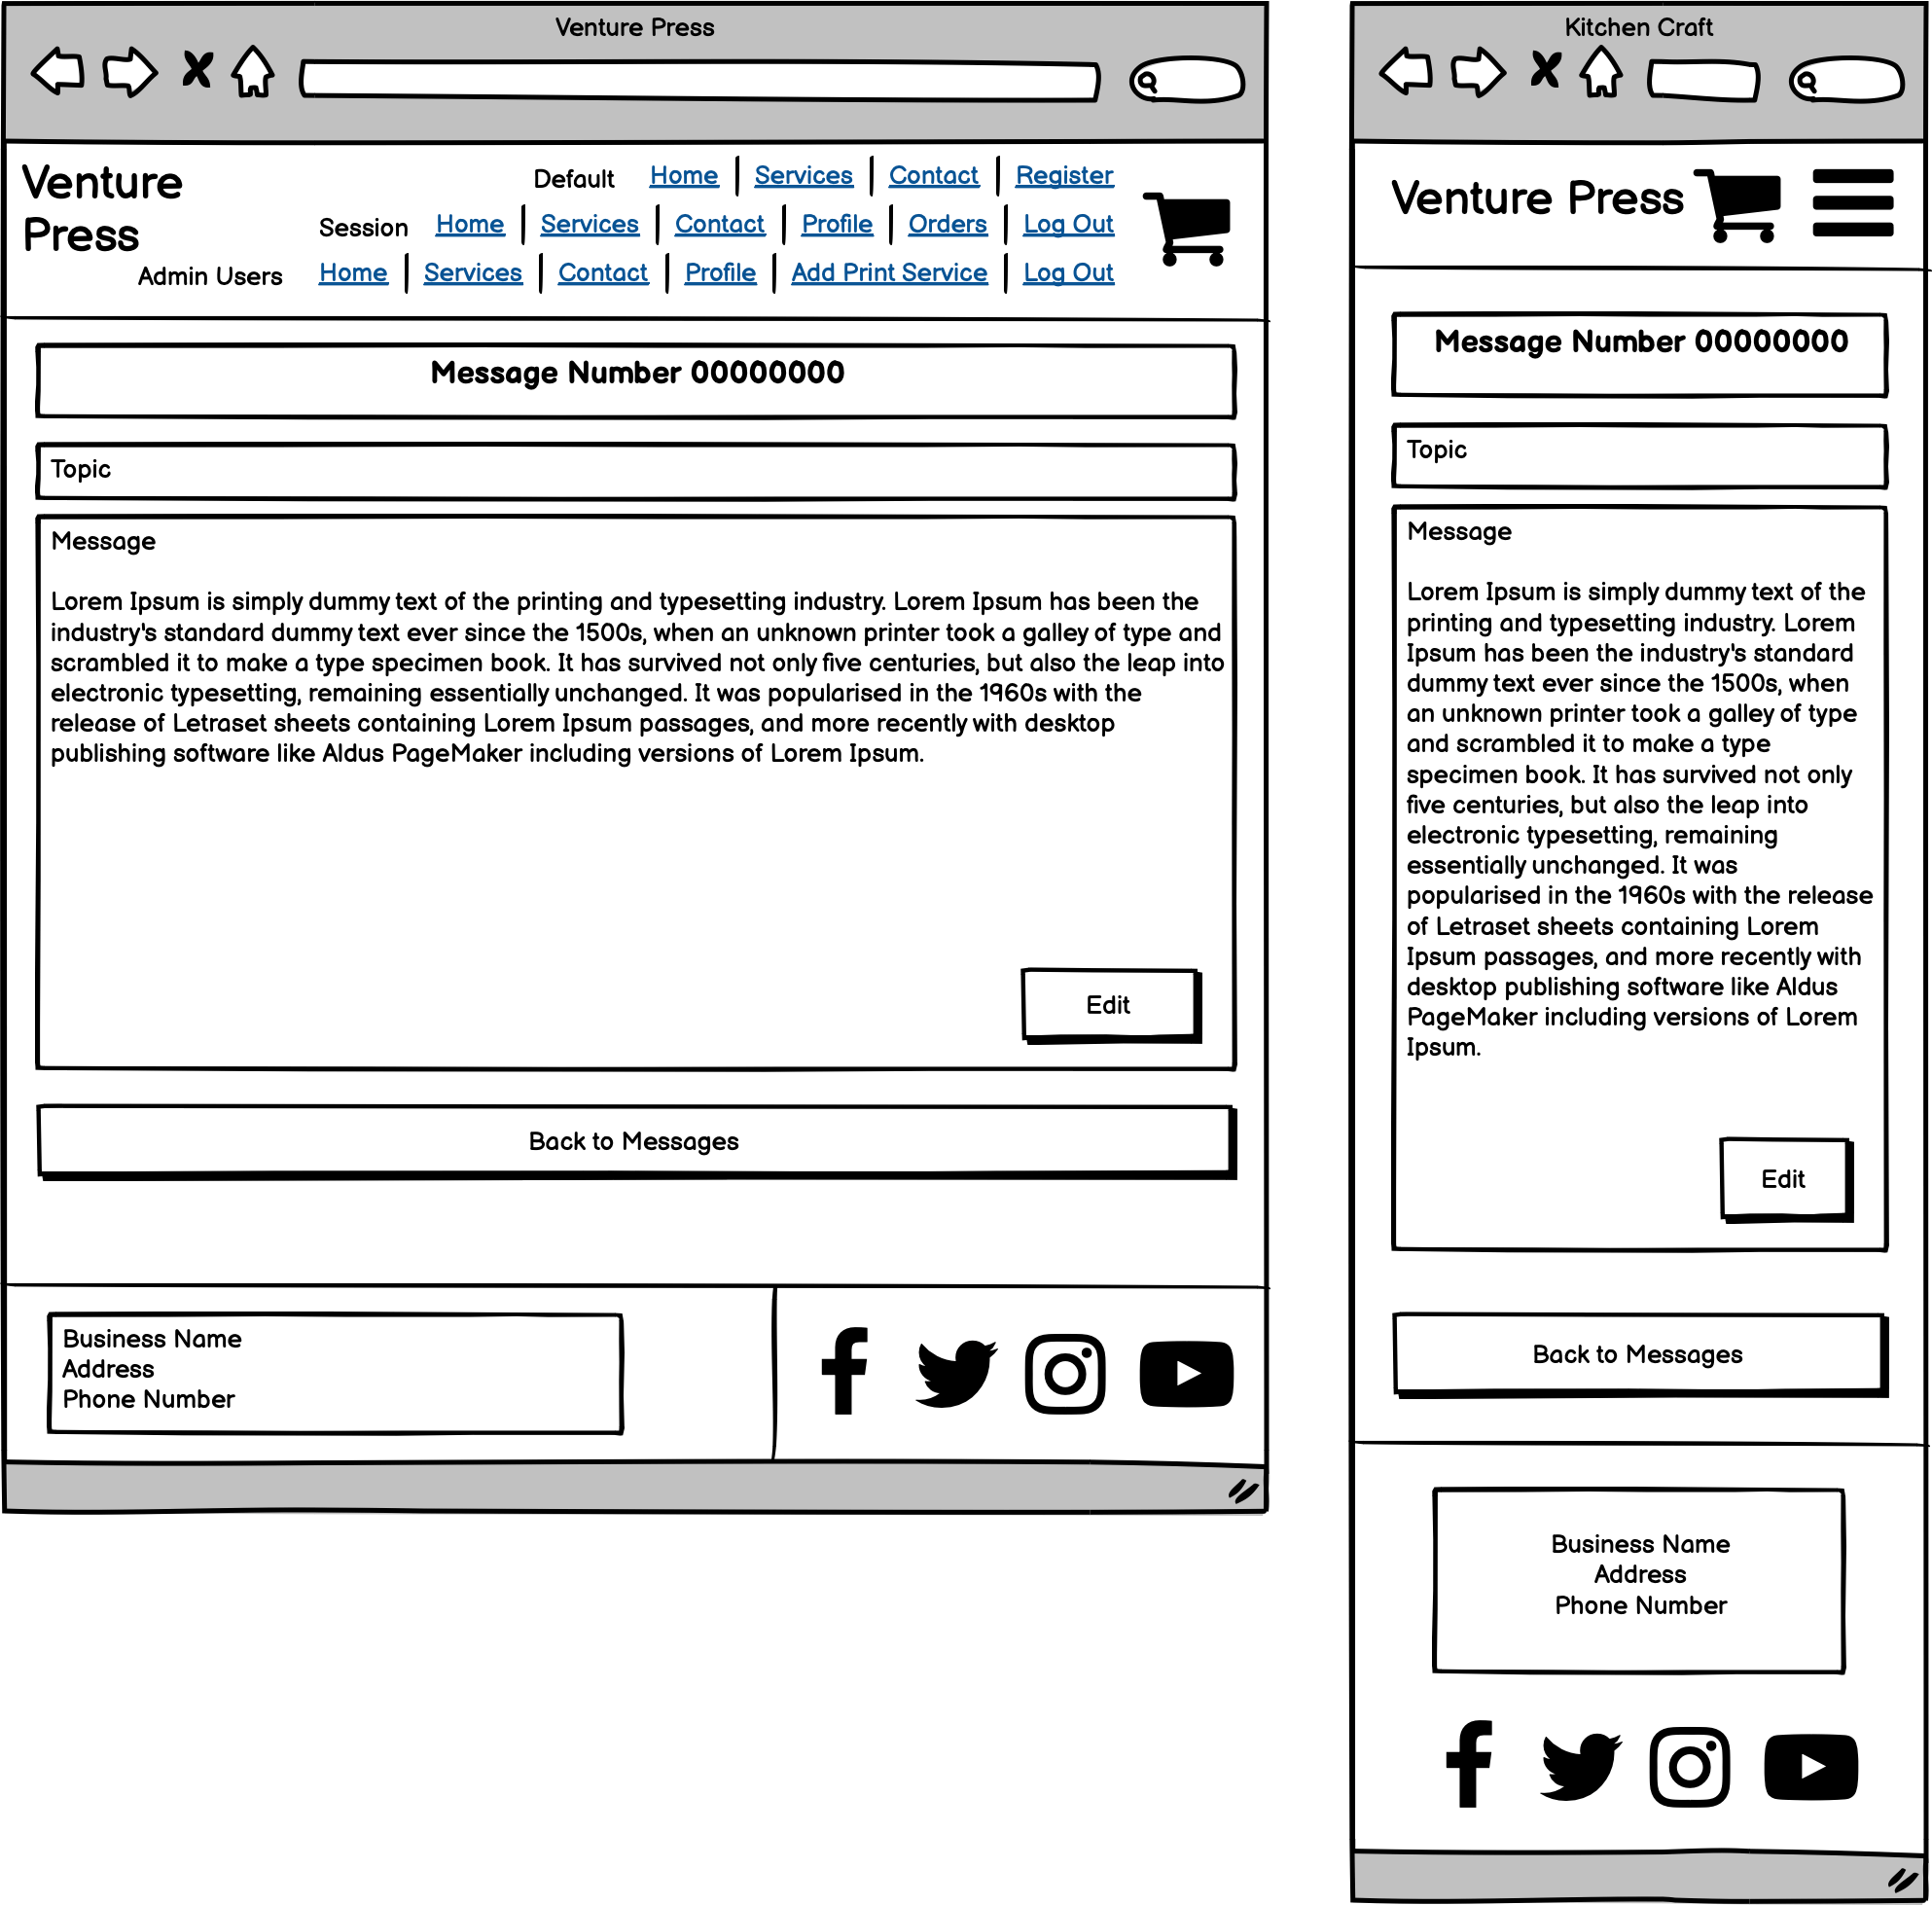 Venture Press
Venture
Press
Default Home Services Contact Register
Session Home Services Contact Profile Orders Log Out
Admin Users Home Services Contact Profile Add Print Service Log Out
Message Number 00000000
Topic
Message
Lorem Ipsum is simply dummy text of the printing and typesetting industry. Lorem Ipsum has been the
industry's standard dummy text ever since the 1500s, when an unknown printer took a galley of type and
scrambled it to make a type specimen book. It has survived not only five centuries, but also the leap into
electronic typesetting, remaining essentially unchanged. It was popularised in the 1960s with the
release of Letraset sheets containing Lorem Ipsum passages, and more recently with desktop
publishing software like Aldus PageMaker including versions of Lorem Ipsum.
Edit
Back to Messages
Business Name
Address
Phone Number
Kitchen Craft
Venture Press
Message Number 00000000
Topic
Message
Lorem Ipsum is simply dummy text of the
printing and typesetting industry. Lorem
Ipsum has been the industry's standard
dummy text ever since the 1500s, when
an unknown printer took a galley of type
and scrambled it to make a type
specimen book. It has survived not only
five centuries, but also the leap into
electronic typesetting, remaining
essentially unchanged. It was
popularised in the 1960s with the release
of Letraset sheets containing Lorem
Ipsum passages, and more recently with
desktop publishing software like Aldus
PageMaker including versions of Lorem
Ipsum.
Edit
Back to Messages
Business Name
Address
Phone Number